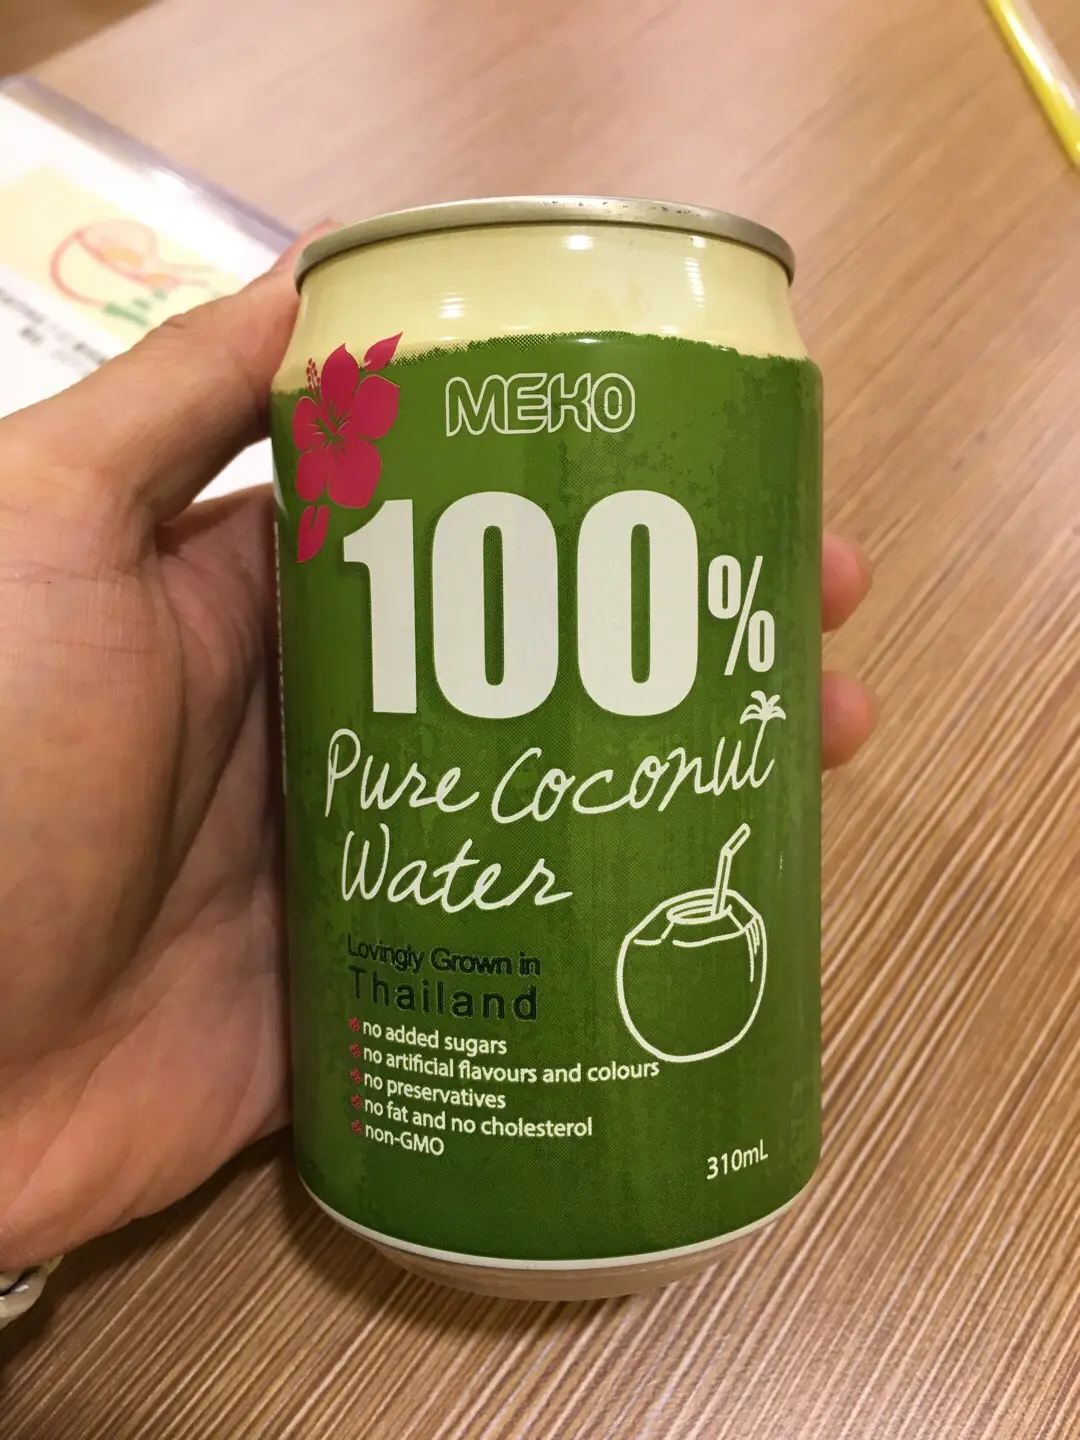 MEKO
100%
Pure Coconut
Water
Lovingly Grown in
Thailand
no added sugars
no artificial flavours and colours
no preservatives
no fat and no cholesterol
non-GMO
310mL